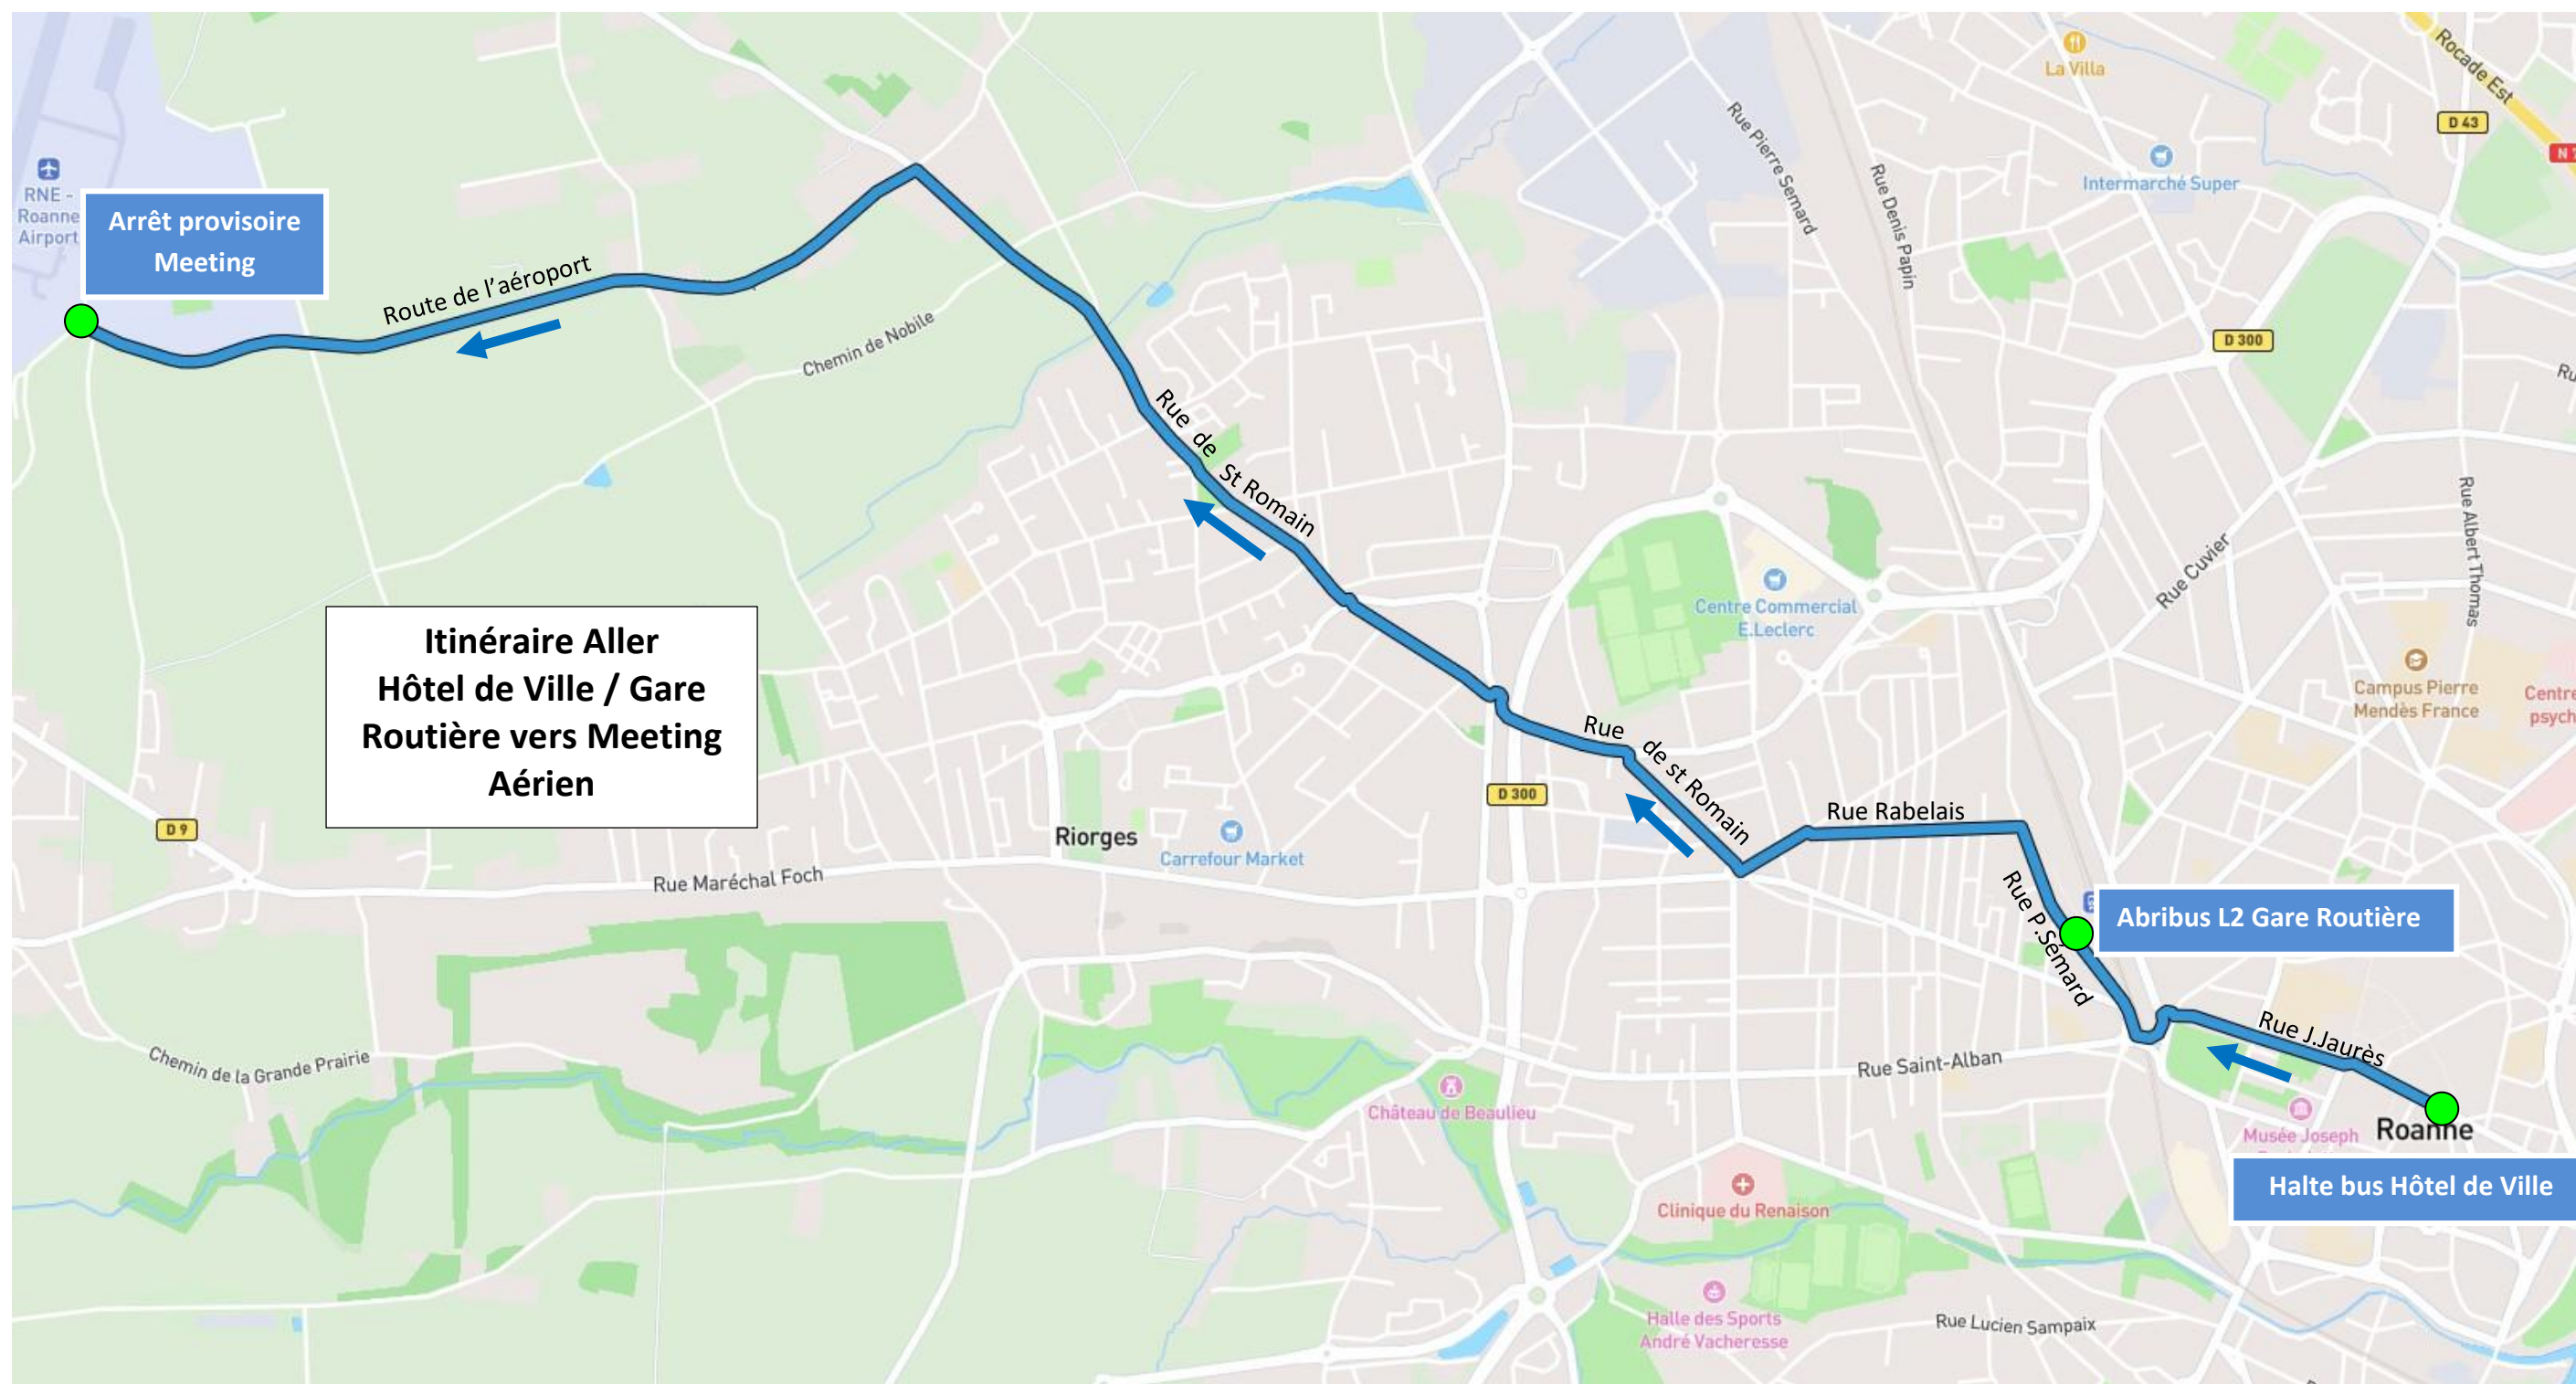 La Villa
Rocade Est
D 43
Rue Pierre Semard
Rue Denis Papin
Intermarché Super
RNE -
Roanne
Airport
Arrêt provisoire
Meeting
Route de l'aéroport
Chemin de Nobile
D 300
Rue de St Romain
Rue Albert Thomas
Rue Cuvier
Centre Commercial
E.Leclerc
Itinéraire Aller
Hôtel de Ville / Gare
Routière vers Meeting
Aérien
Campus Pierre
Mendès France
Centre
psych
Rue de st Romain
D 300
Rue Rabelais
D 9
Riorges
Carrefour Market
Rue Maréchal Foch
Rue P.Sémard
Abribus L2 Gare Routière
Rue J.Jaurès
Chemin de la Grande Prairie
Rue Saint-Alban
Château de Beaulieu
Musée Joseph
Roanne
Halte bus Hôtel de Ville
Clinique du Renaison
Halle des Sports
André Vacheresse
Rue Lucien Sampaix